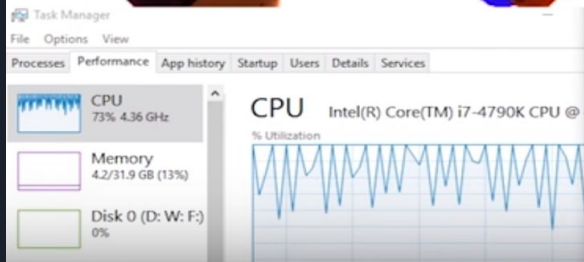 Task Manager
File Options View
Processes Performance App history Startup Users Details Services
CPU
73% 4.36 GHz
Memory
4.2/31.9 GB (13%)
Disk 0 (D: W: F:)
0%
CPU Intel(R) Core(TM) i7-4790K CPU @
% Utilization